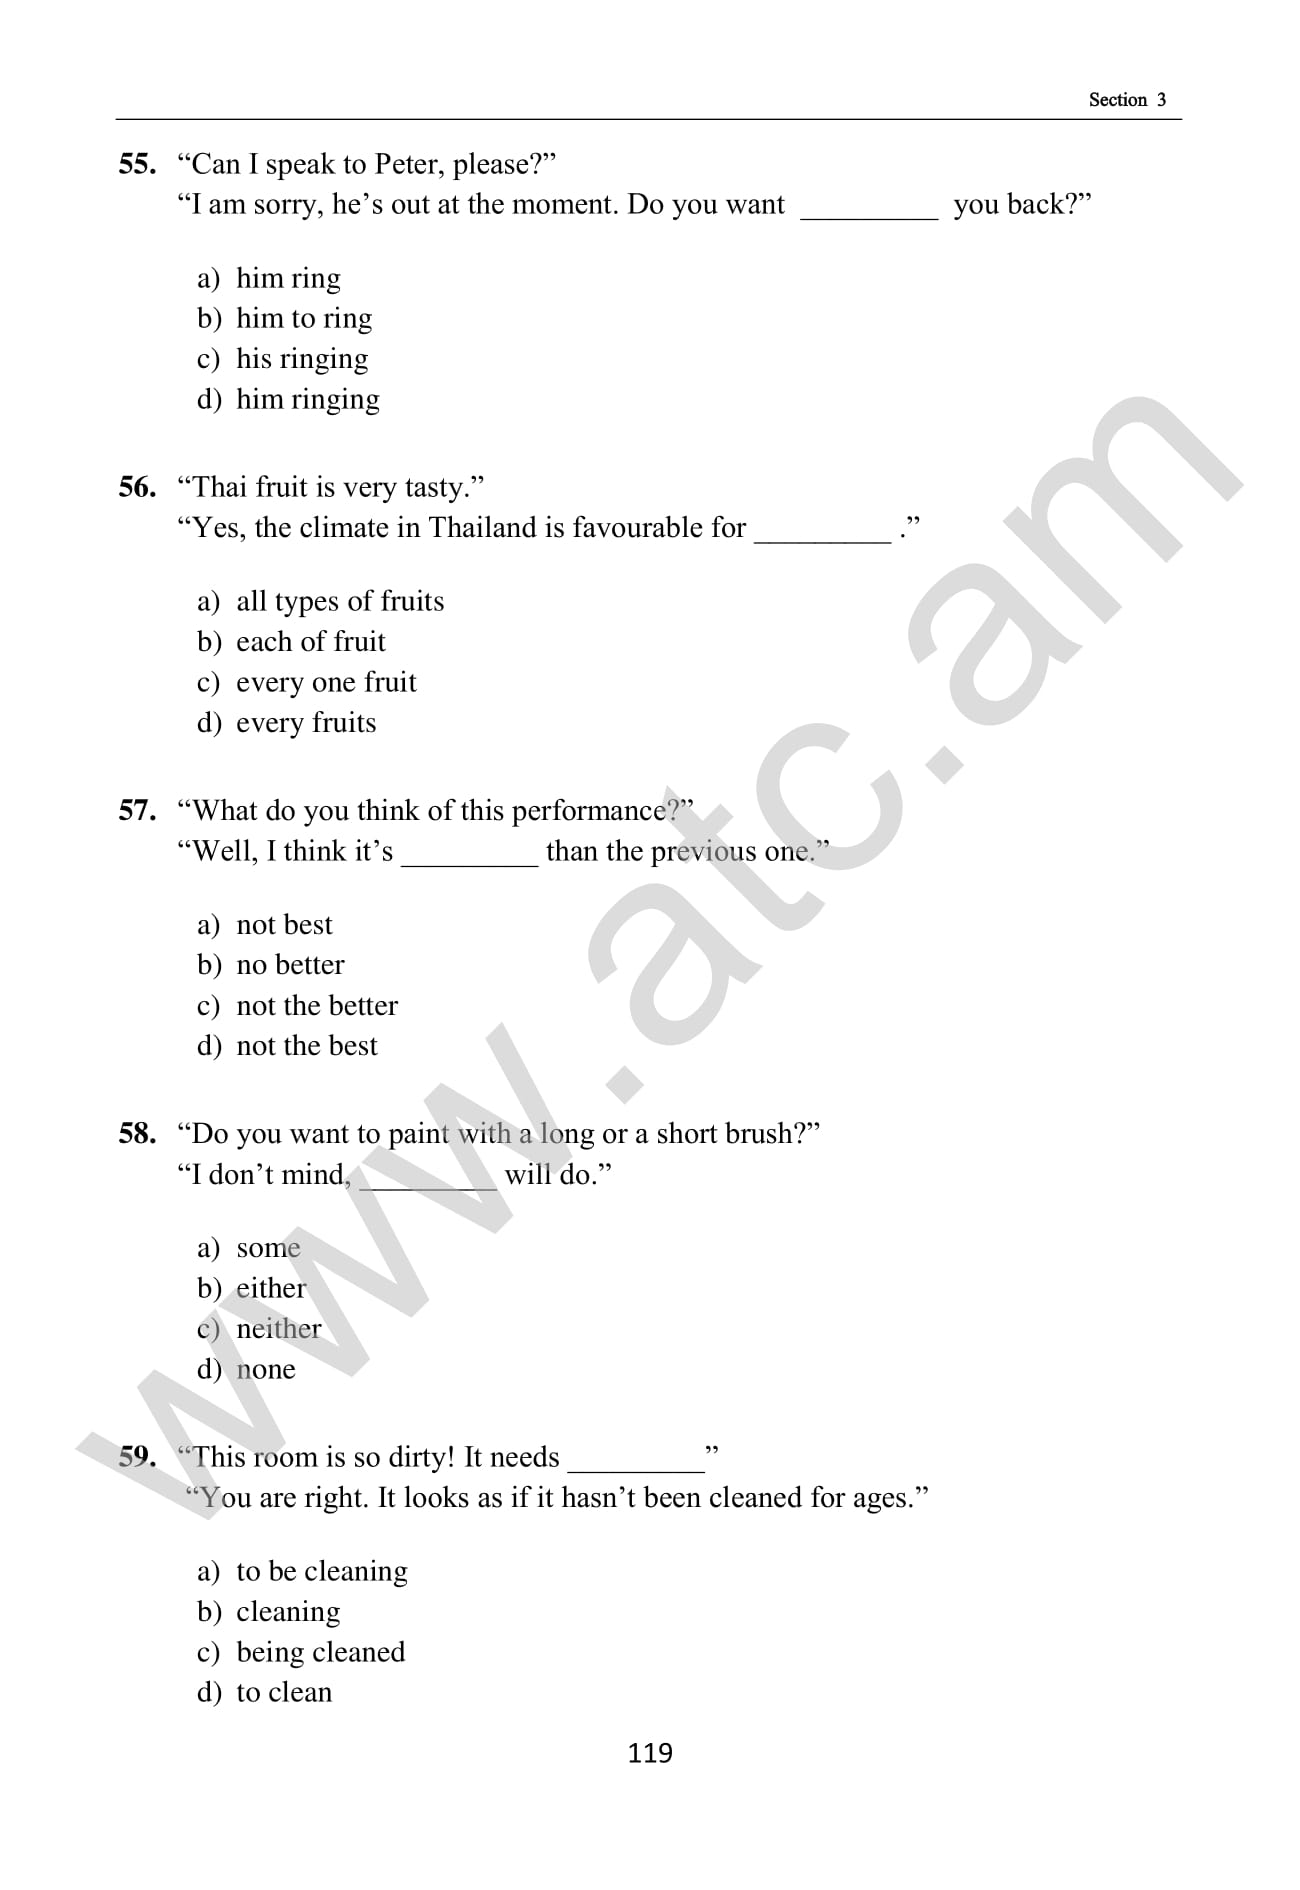 Section 3
55. “Can I speak to Peter, please?”
“I am sorry, he’s out at the moment. Do you want _________ you back?”
a) him ring
b) him to ring
c) his ringing
d) him ringing
56. “Thai fruit is very tasty.”
“Yes, the climate in Thailand is favourable for _________ .”
a) all types of fruits
b) each of fruit
c) every one fruit
d) every fruits
57. “What do you think of this performance?”
“Well, I think it’s _________ than the previous one.”
a) not best
b) no better
c) not the better
d) not the best
58. “Do you want to paint with a long or a short brush?”
“I don’t mind, _________ will do.”
a) some
b) either
c) neither
d) none
59. “This room is so dirty! It needs _________”
“You are right. It looks as if it hasn’t been cleaned for ages.”
a) to be cleaning
b) cleaning
c) being cleaned
d) to clean
119
www.atc.am